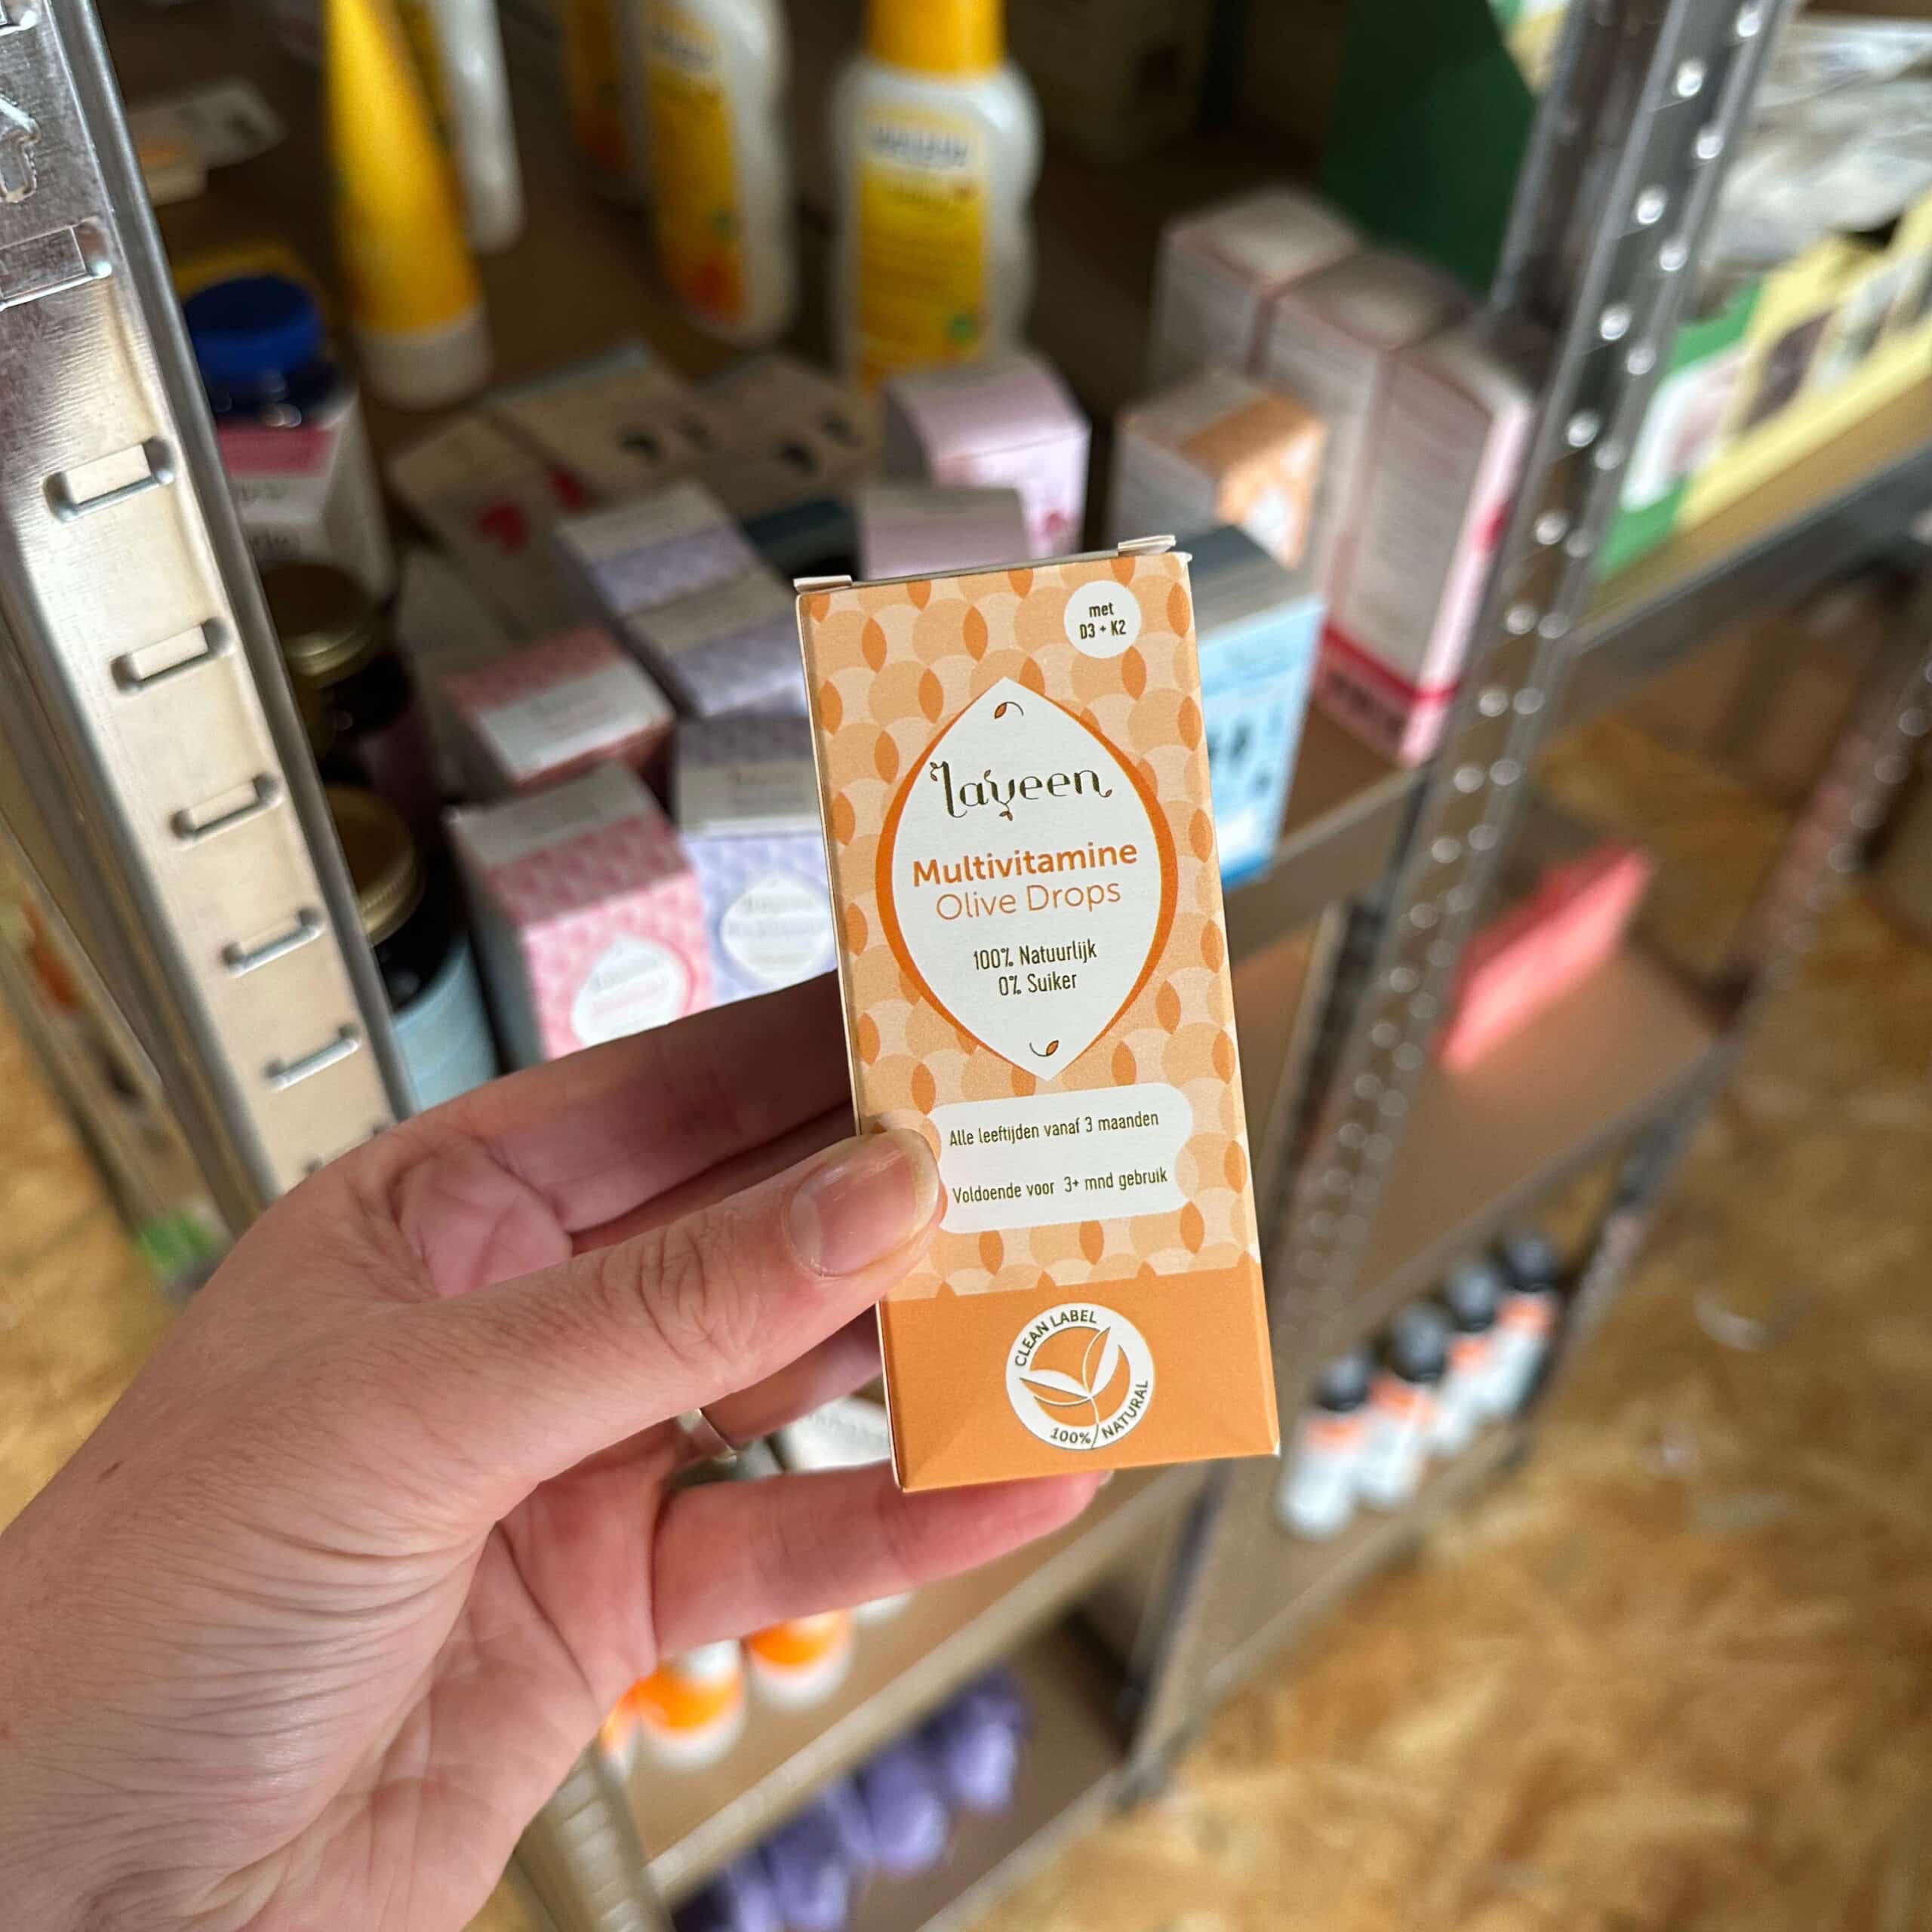 met
D3 + K2
Layeen
Multivitamine
Olive Drops
100% Natuurlijk
0% Suiker
Alle leeftijden vanaf 3 maanden
Voldoende voor 3+ mnd gebruik
CLEAN LABEL
100% NATURAL